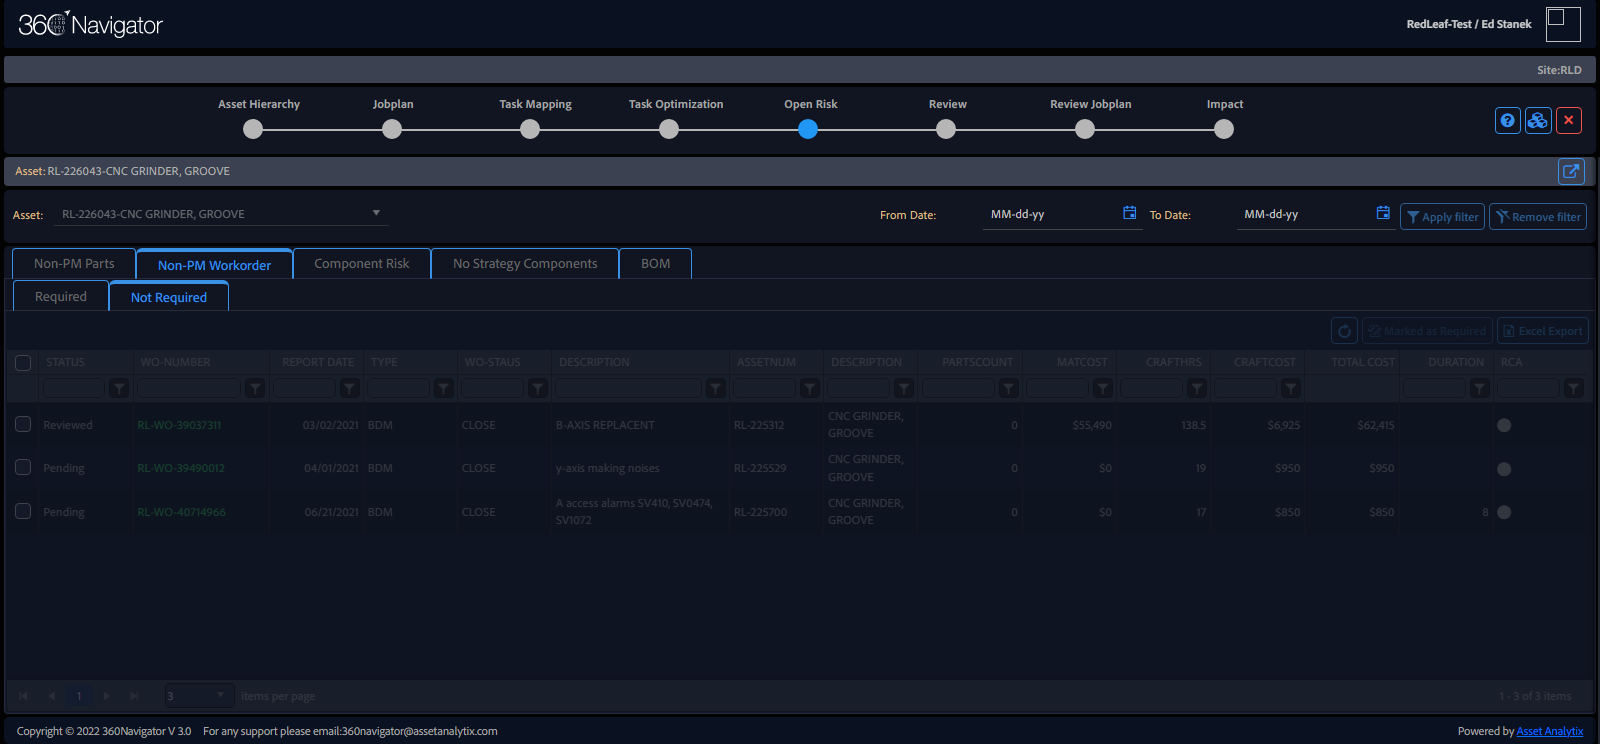 360 Navigator
RedLeaf-Test / Ed Stanek
Site:RLD
Asset Hierarchy Jobplan Task Mapping Task Optimization Open Risk Review Review Jobplan Impact
Asset: RL-226043-CNC GRINDER, GROOVE
Asset: RL-226043-CNC GRINDER, GROOVE From Date: MM-dd-yy To Date: MM-dd-yy Apply filter Remove filter
Non-PM Parts Non-PM Workorder Component Risk No Strategy Components BOM
Required Not Required
Marked as Required Excel Export
STATUS WO-NUMBER REPORT DATE TYPE WO-STAUS DESCRIPTION ASSETNUM DESCRIPTION PARTSCOUNT MATCOST CRAFTHRS CRAFTCOST TOTAL COST DURATION RCA
Reviewed RL-WO-39037311 03/02/2021 BDM CLOSE B-AXIS REPLACENT RL-225312 CNC GRINDER, GROOVE 0 $55,490 138.5 $6,925 $62,415
Pending RL-WO-39490012 04/01/2021 BDM CLOSE y-axis making noises RL-225529 CNC GRINDER, GROOVE 0 $0 19 $950 $950
Pending RL-WO-40714966 06/21/2021 BDM CLOSE A access alarms SV410, SV0474, SV1072 RL-225700 CNC GRINDER, GROOVE 0 $0 17 $850 $850 8
1 3 items per page 1 - 3 of 3 items
Copyright © 2022 360Navigator V 3.0 For any support please email:360navigator@assetanalytix.com Powered by Asset Analytix